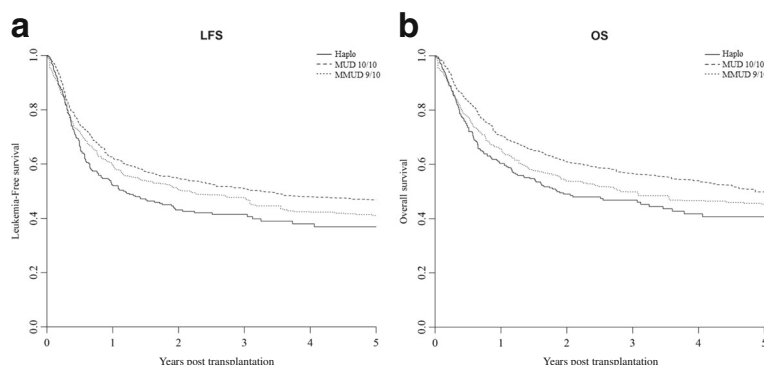 a
LFS
Haplo
MUD 10/10
MMUD 9/10
Leukemia-Free survival
1.0
0.8
0.6
0.4
0.2
0.0
0 1 2 3 4 5
Years post transplantation
b
OS
Haplo
MUD 10/10
MMUD 9/10
Overall survival
1.0
0.8
0.6
0.4
0.2
0.0
0 1 2 3 4 5
Years post transplantation